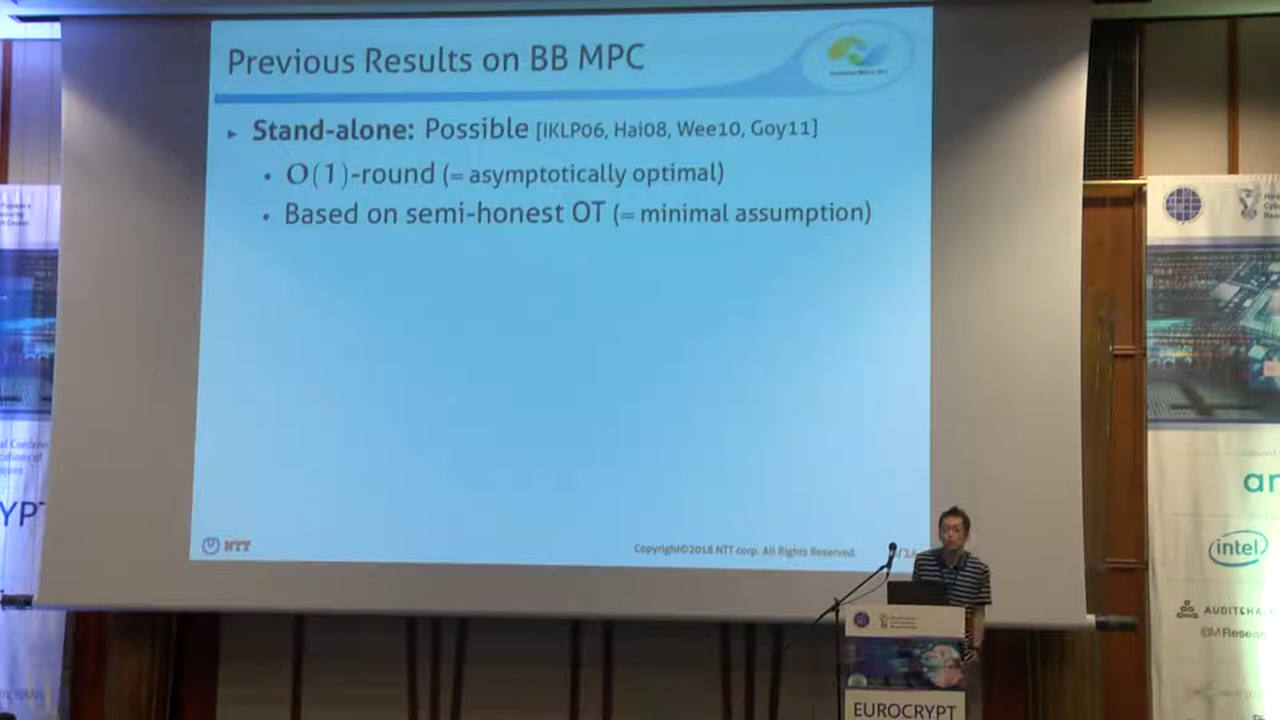 Previous Results on BB MPC
▸ Stand-alone: Possible [IKLP06, Hai08, Wee10, Goy11]
• O(1)-round (= asymptotically optimal)
• Based on semi-honest OT (= minimal assumption)
NTT
Copyright©2018 NTT corp. All Rights Reserved.
YPT
intel
EUROCRYPT